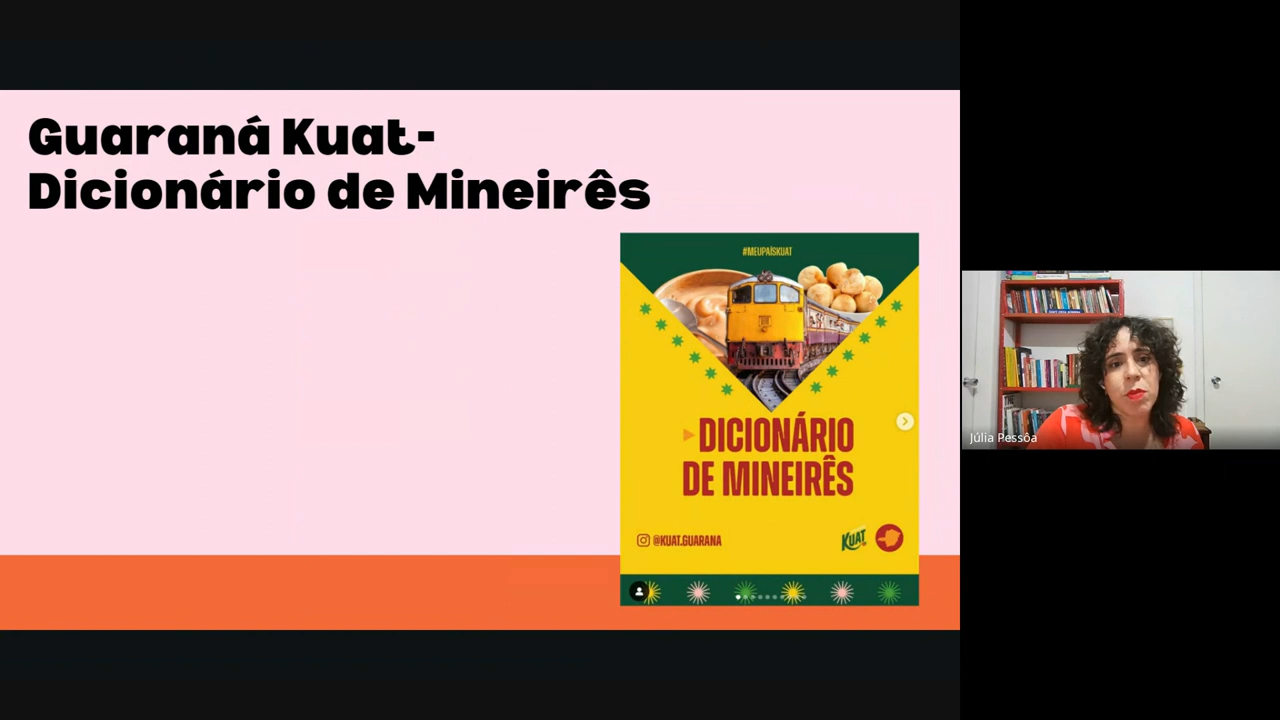 Guaraná Kuat-
Dicionário de Mineirês
#MEUPAÍSKUAT
DICIONÁRIO
DE MINEIRÊS
@KUAT.GUARANA
KUAT
Júlia Pessôa